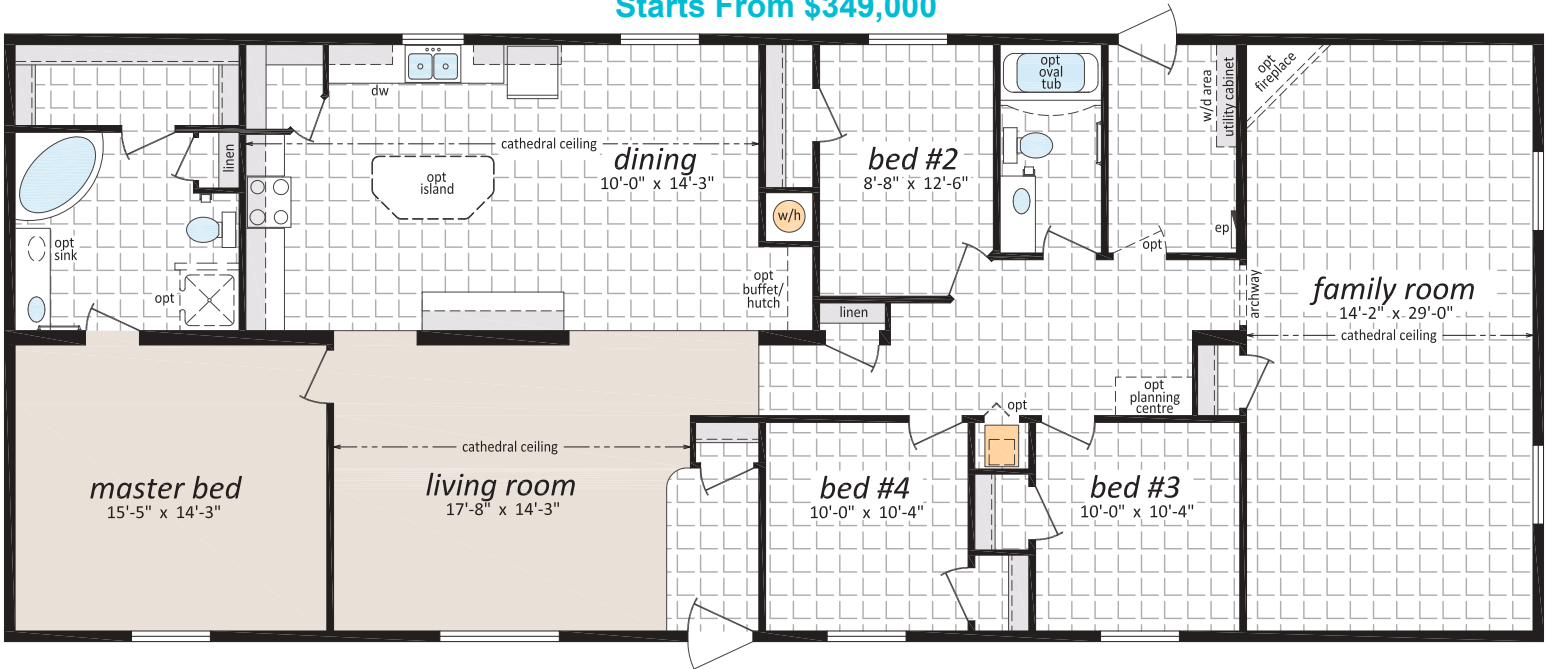 Starts From $349,000
opt
oval
tub
w/d area
utility cabinet
opt
fireplace
dw
linen
cathedral ceiling
dining
10'-0" x 14'-3"
opt
island
bed #2
8'-8" x 12'-6"
w/h
opt
sink
opt
opt
buffet/
hutch
linen
ep
opt
archway
family room
14'-2" x 29'-0"
cathedral ceiling
opt
planning
centre
opt
cathedral ceiling
master bed
15'-5" x 14'-3"
living room
17'-8" x 14'-3"
bed #4
10'-0" x 10'-4"
bed #3
10'-0" x 10'-4"